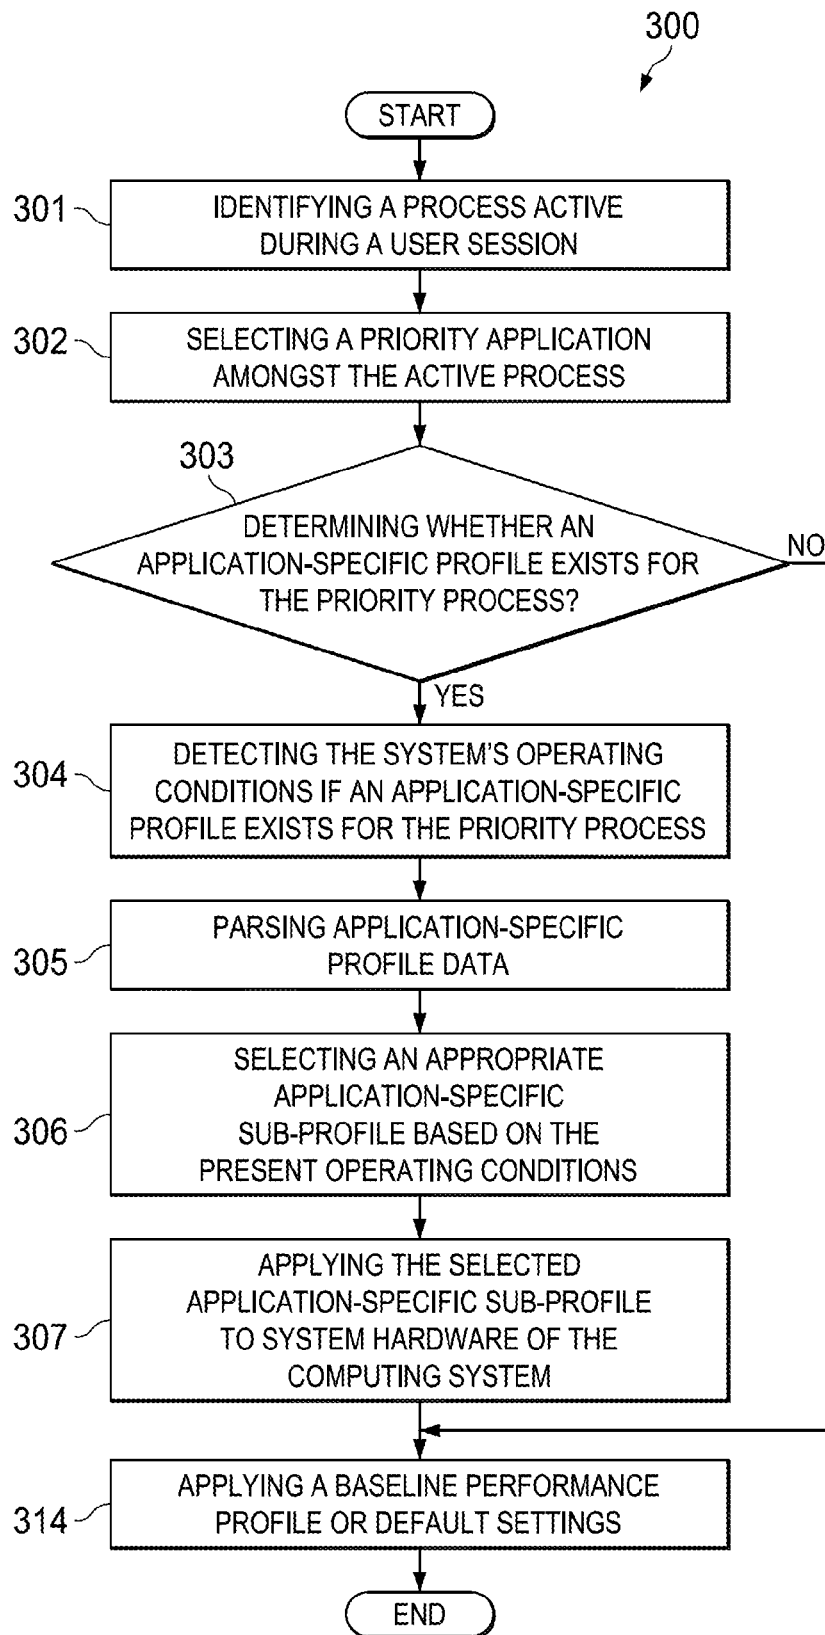 300
START
301
IDENTIFYING A PROCESS ACTIVE
DURING A USER SESSION
302
SELECTING A PRIORITY APPLICATION
AMONGST THE ACTIVE PROCESS
303
DETERMINING WHETHER AN
APPLICATION-SPECIFIC PROFILE EXISTS FOR
THE PRIORITY PROCESS?
NO
YES
304
DETECTING THE SYSTEM'S OPERATING
CONDITIONS IF AN APPLICATION-SPECIFIC
PROFILE EXISTS FOR THE PRIORITY PROCESS
305
PARSING APPLICATION-SPECIFIC
PROFILE DATA
306
SELECTING AN APPROPRIATE
APPLICATION-SPECIFIC
SUB-PROFILE BASED ON THE
PRESENT OPERATING CONDITIONS
307
APPLYING THE SELECTED
APPLICATION-SPECIFIC SUB-PROFILE
TO SYSTEM HARDWARE OF THE
COMPUTING SYSTEM
314
APPLYING A BASELINE PERFORMANCE
PROFILE OR DEFAULT SETTINGS
END